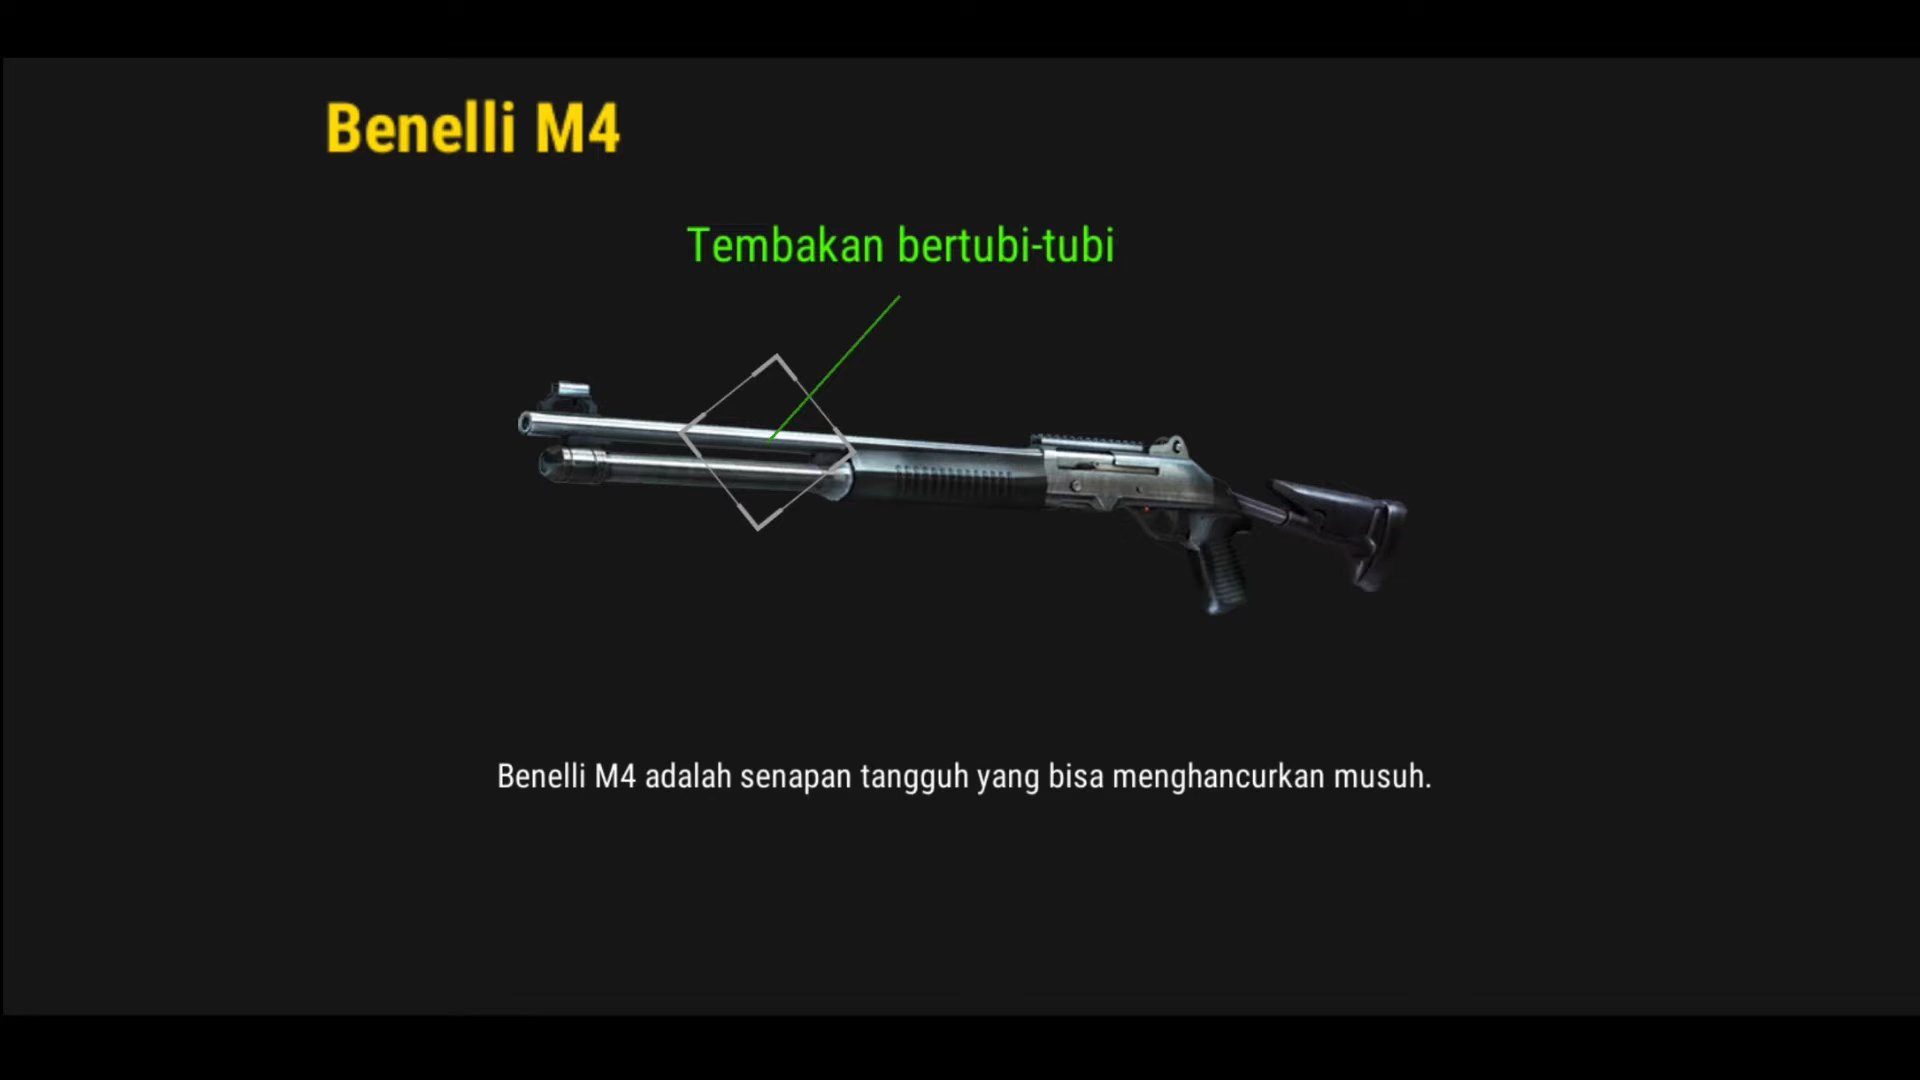 Benelli M4
Tembakan bertubi-tubi
Benelli M4 adalah senapan tangguh yang bisa menghancurkan musuh.